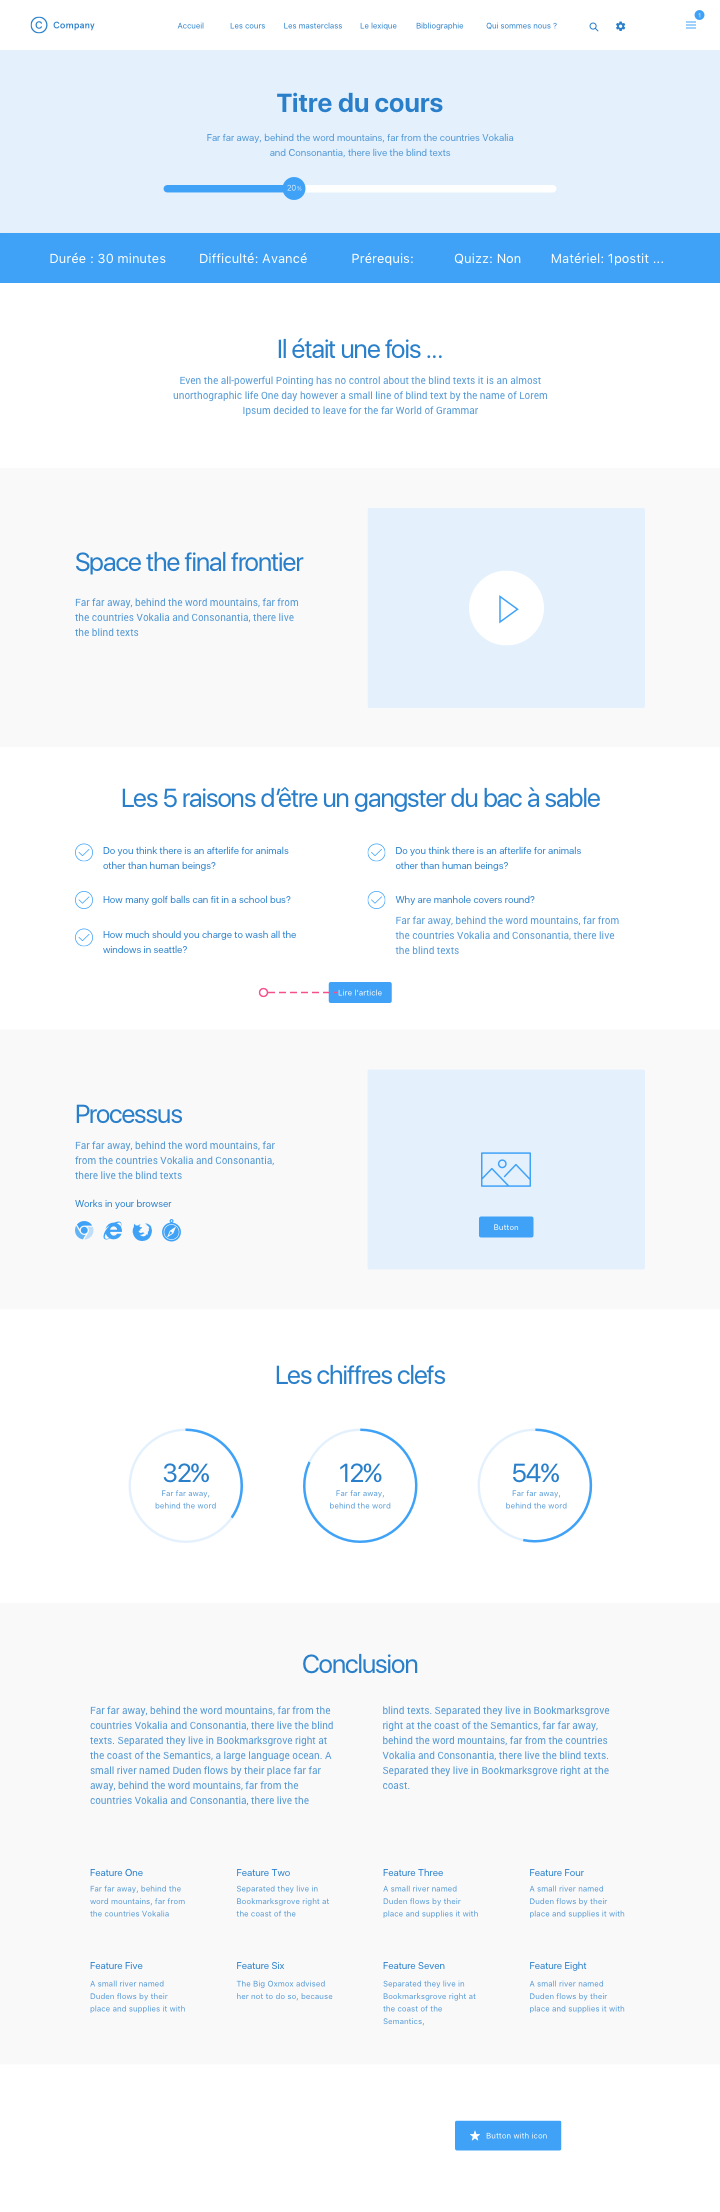 Company
Accueil
Les cours
Les masterclass
Le lexique
Bibliographie
Qui sommes nous ?
Titre du cours
Far far away, behind the word mountains, far from the countries Vokalia
and Consonantia, there live the blind texts
20%
Durée : 30 minutes
Difficulté: Avancé
Prérequis:
Quizz: Non
Matériel: 1postit ...
Il était une fois ...
Even the all-powerful Pointing has no control about the blind texts it is an almost
unorthographic life One day however a small line of blind text by the name of Lorem
Ipsum decided to leave for the far World of Grammar
Space the final frontier
Far far away, behind the word mountains, far from
the countries Vokalia and Consonantia, there live
the blind texts
Les 5 raisons d’être un gangster du bac à sable
Do you think there is an afterlife for animals
other than human beings?
How many golf balls can fit in a school bus?
How much should you charge to wash all the
windows in seattle?
Do you think there is an afterlife for animals
other than human beings?
Why are manhole covers round?
Far far away, behind the word mountains, far from
the countries Vokalia and Consonantia, there live
the blind texts
Lire l'article
Processus
Far far away, behind the word mountains, far
from the countries Vokalia and Consonantia,
there live the blind texts
Works in your browser
Button
Les chiffres clefs
32%
Far far away,
behind the word
12%
Far far away,
behind the word
54%
Far far away,
behind the word
Conclusion
Far far away, behind the word mountains, far from the
countries Vokalia and Consonantia, there live the blind
texts. Separated they live in Bookmarksgrove right at
the coast of the Semantics, a large language ocean. A
small river named Duden flows by their place far far
away, behind the word mountains, far from the
countries Vokalia and Consonantia, there live the
blind texts. Separated they live in Bookmarksgrove
right at the coast of the Semantics, far far away,
behind the word mountains, far from the countries
Vokalia and Consonantia, there live the blind texts.
Separated they live in Bookmarksgrove right at the
coast.
Feature One
Far far away, behind the
word mountains, far from
the countries Vokalia
Feature Two
Separated they live in
Bookmarksgrove right at
the coast of the
Feature Three
A small river named
Duden flows by their
place and supplies it with
Feature Four
A small river named
Duden flows by their
place and supplies it with
Feature Five
A small river named
Duden flows by their
place and supplies it with
Feature Six
The Big Oxmox advised
her not to do so, because
Feature Seven
Separated they live in
Bookmarksgrove right at
the coast of the
Semantics,
Feature Eight
A small river named
Duden flows by their
place and supplies it with
Button with icon